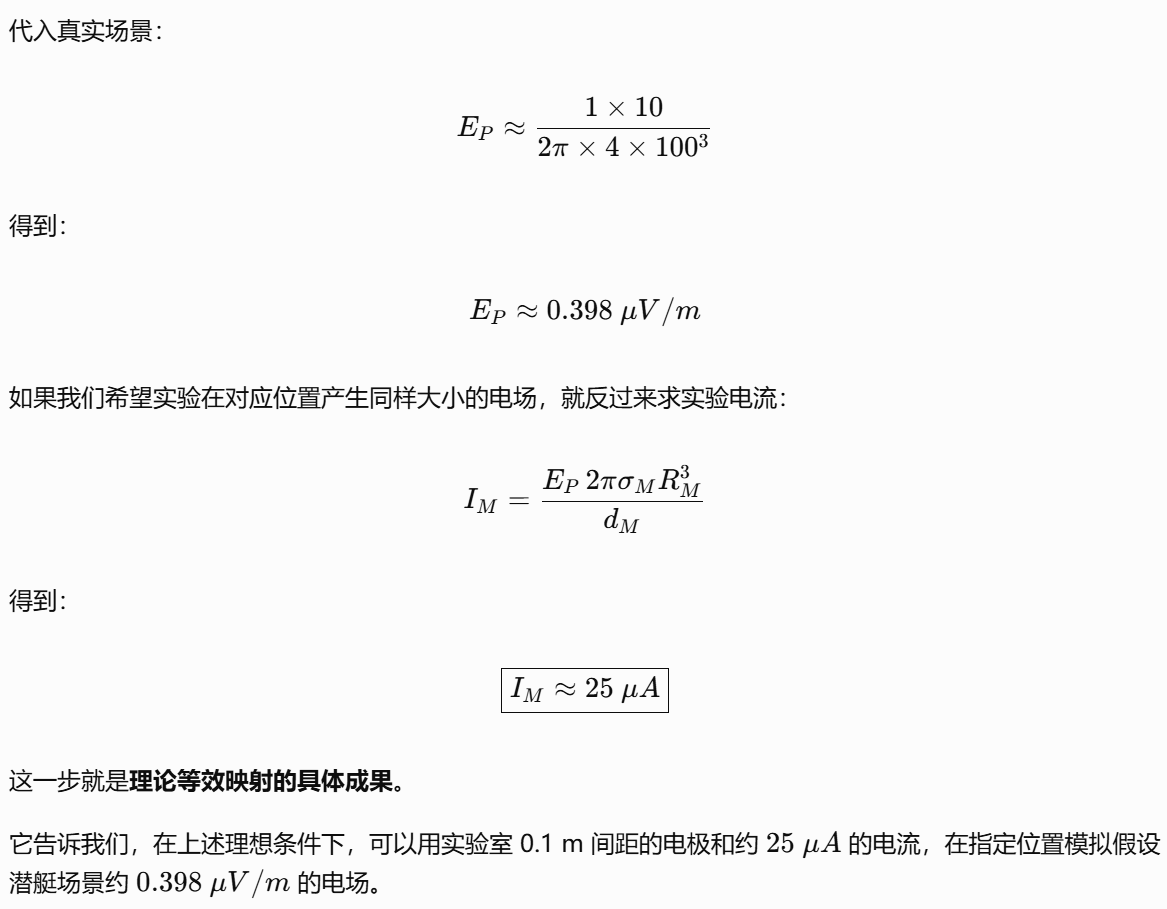 代入真实场景：
E_P ≈ \frac{1 × 10}{2π × 4 × 100^3}
得到：
E_P ≈ 0.398 μV/m
如果我们希望实验在对应位置产生同样大小的电场，就反过来求实验电流：
I_M = \frac{E_P 2πσ_M R_M^3}{d_M}
得到：
I_M ≈ 25 μA
这一步就是理论等效映射的具体成果。
它告诉我们，在上述理想条件下，可以用实验室 0.1 m 间距的电极和约 25 μA 的电流，在指定位置模拟假设
潜艇场景约 0.398 μV/m 的电场。